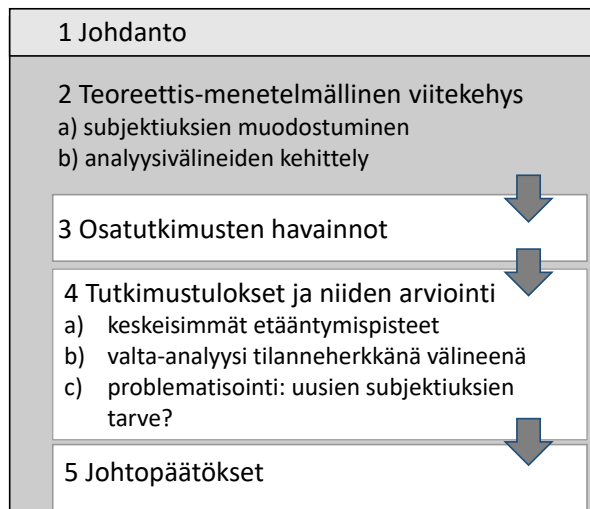 1 Johdanto
2 Teoreettis-menetelmällinen viitekehys
a) subjektiuksien muodostuminen
b) analyysivälineiden kehittely
3 Osatutkimusten havainnot
4 Tutkimustulokset ja niiden arviointi
a) keskeisimmät etääntymispisteet
b) valta-analyysi tilanneherkkänä välineenä
c) problematisointi: uusien subjektiuksien
tarve?
5 Johtopäätökset